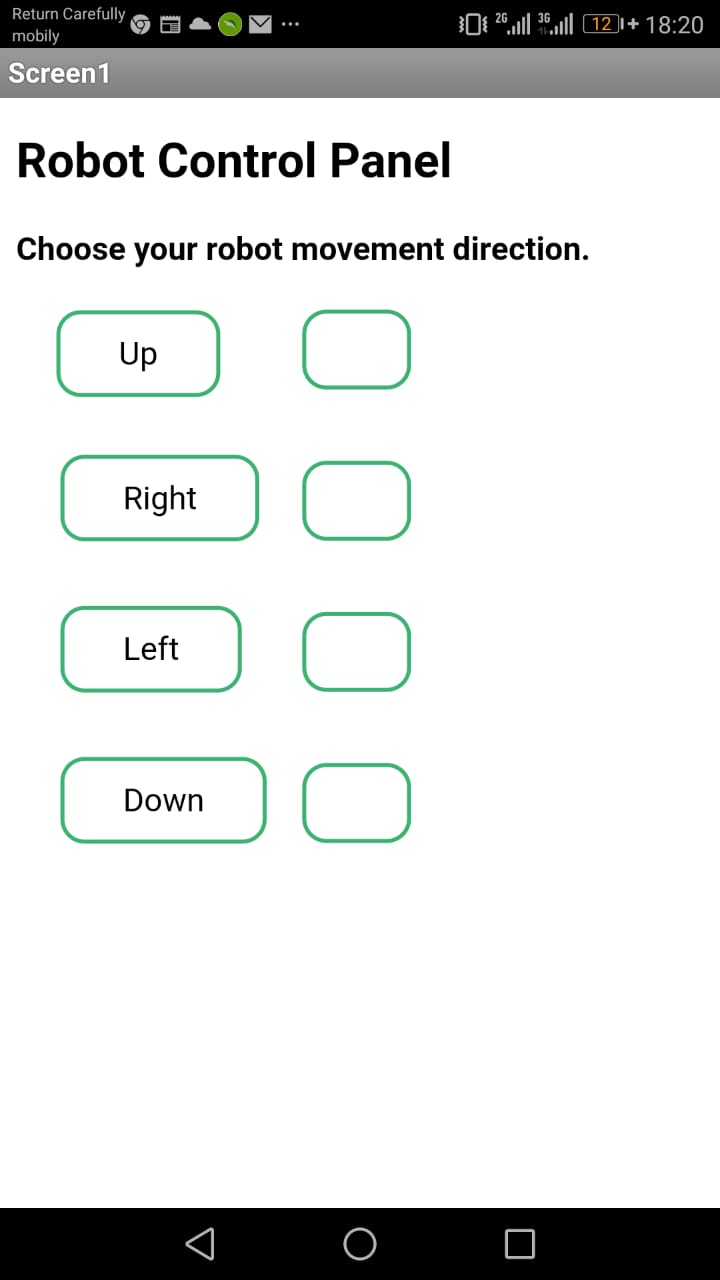 Return Carefully
mobily
2G 3G 12 18:20
Screen1
Robot Control Panel
Choose your robot movement direction.
Up
Right
Left
Down